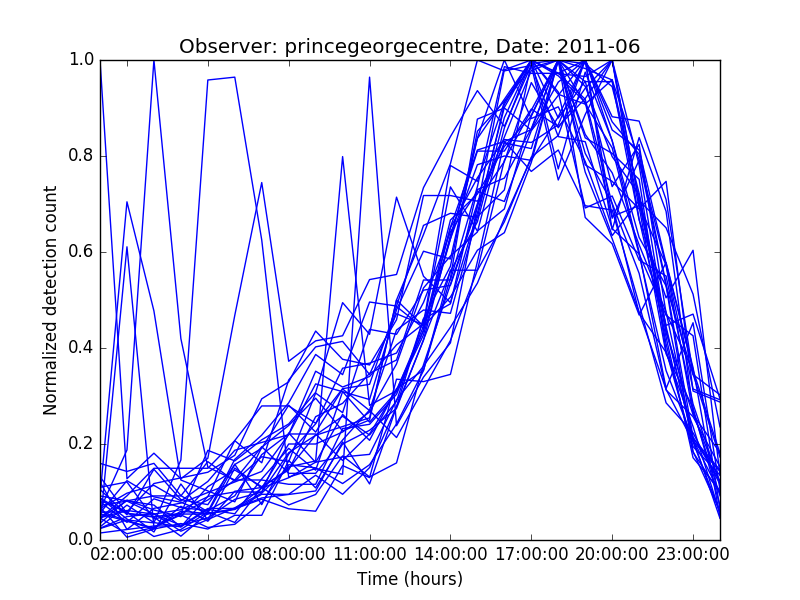 Observer: princegeorgecentre, Date: 2011-06
1.0
0.8
0.6
0.4
0.2
0.0
Normalized detection count
02:00:00 05:00:00 08:00:00 11:00:00 14:00:00 17:00:00 20:00:00 23:00:00
Time (hours)